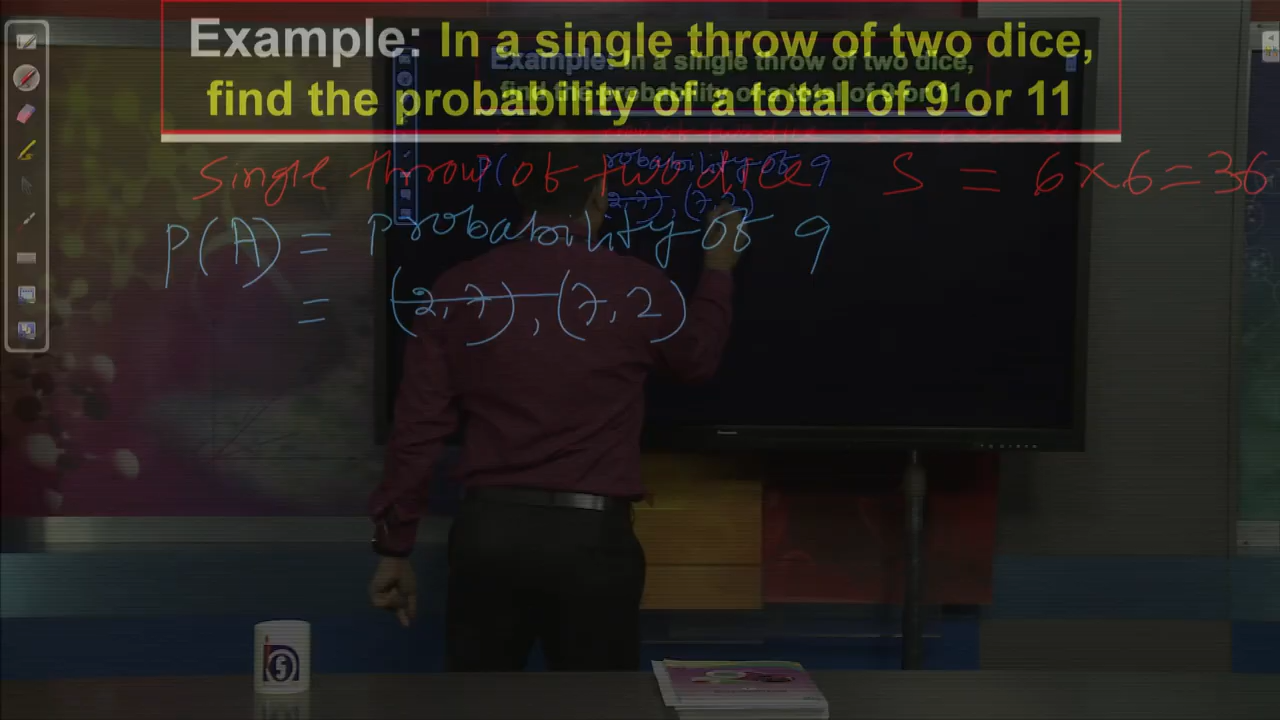 Example: In a single throw of two dice,
find the probability of a total of 9 or 11
Single throw of two dice S = 6×6=36
P(A) = Probability of 9
= (2,7), (7,2)